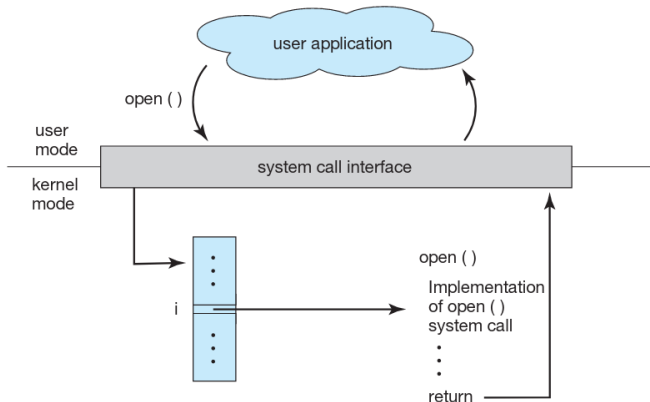 user application
open ( )
user
mode
system call interface
kernel
mode
open ( )
Implementation
i
of open ( )
system call
return